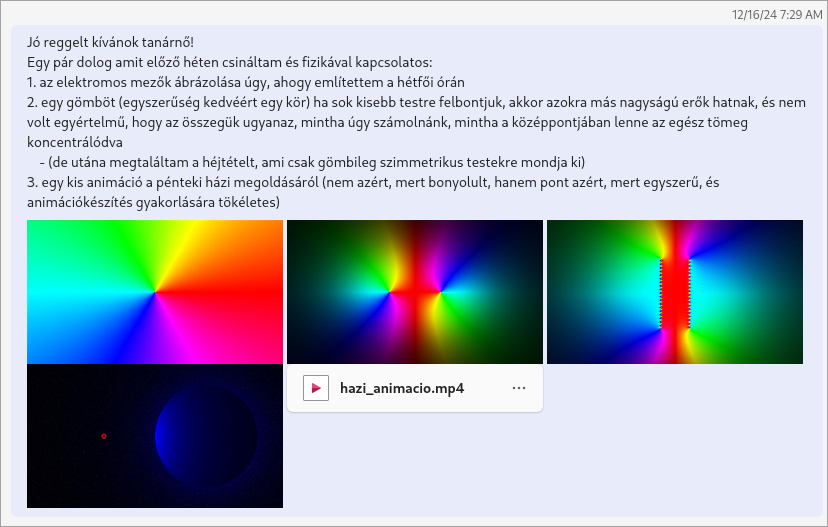 12/16/24 7:29 AM
Jó reggelt kívánok tanárnő!
Egy pár dolog amit előző héten csináltam és fizikával kapcsolatos:
1. az elektromos mezők ábrázolása úgy, ahogy említettem a hétfői órán
2. egy gömböt (egyszerűség kedvéért egy kör) ha sok kisebb testre felbontjuk, akkor azokra más nagyságú erők hatnak, és nem
volt egyértelmű, hogy az összegük ugyanaz, mintha úgy számolnánk, mintha a középpontjában lenne az egész tömeg
koncentrálódva
- (de utána megtaláltam a héjtételt, ami csak gömbileg szimmetrikus testekre mondja ki)
3. egy kis animáció a pénteki házi megoldásáról (nem azért, mert bonyolult, hanem pont azért, mert egyszerű, és
animációkészítés gyakorlására tökéletes)
hazi_animacio.mp4